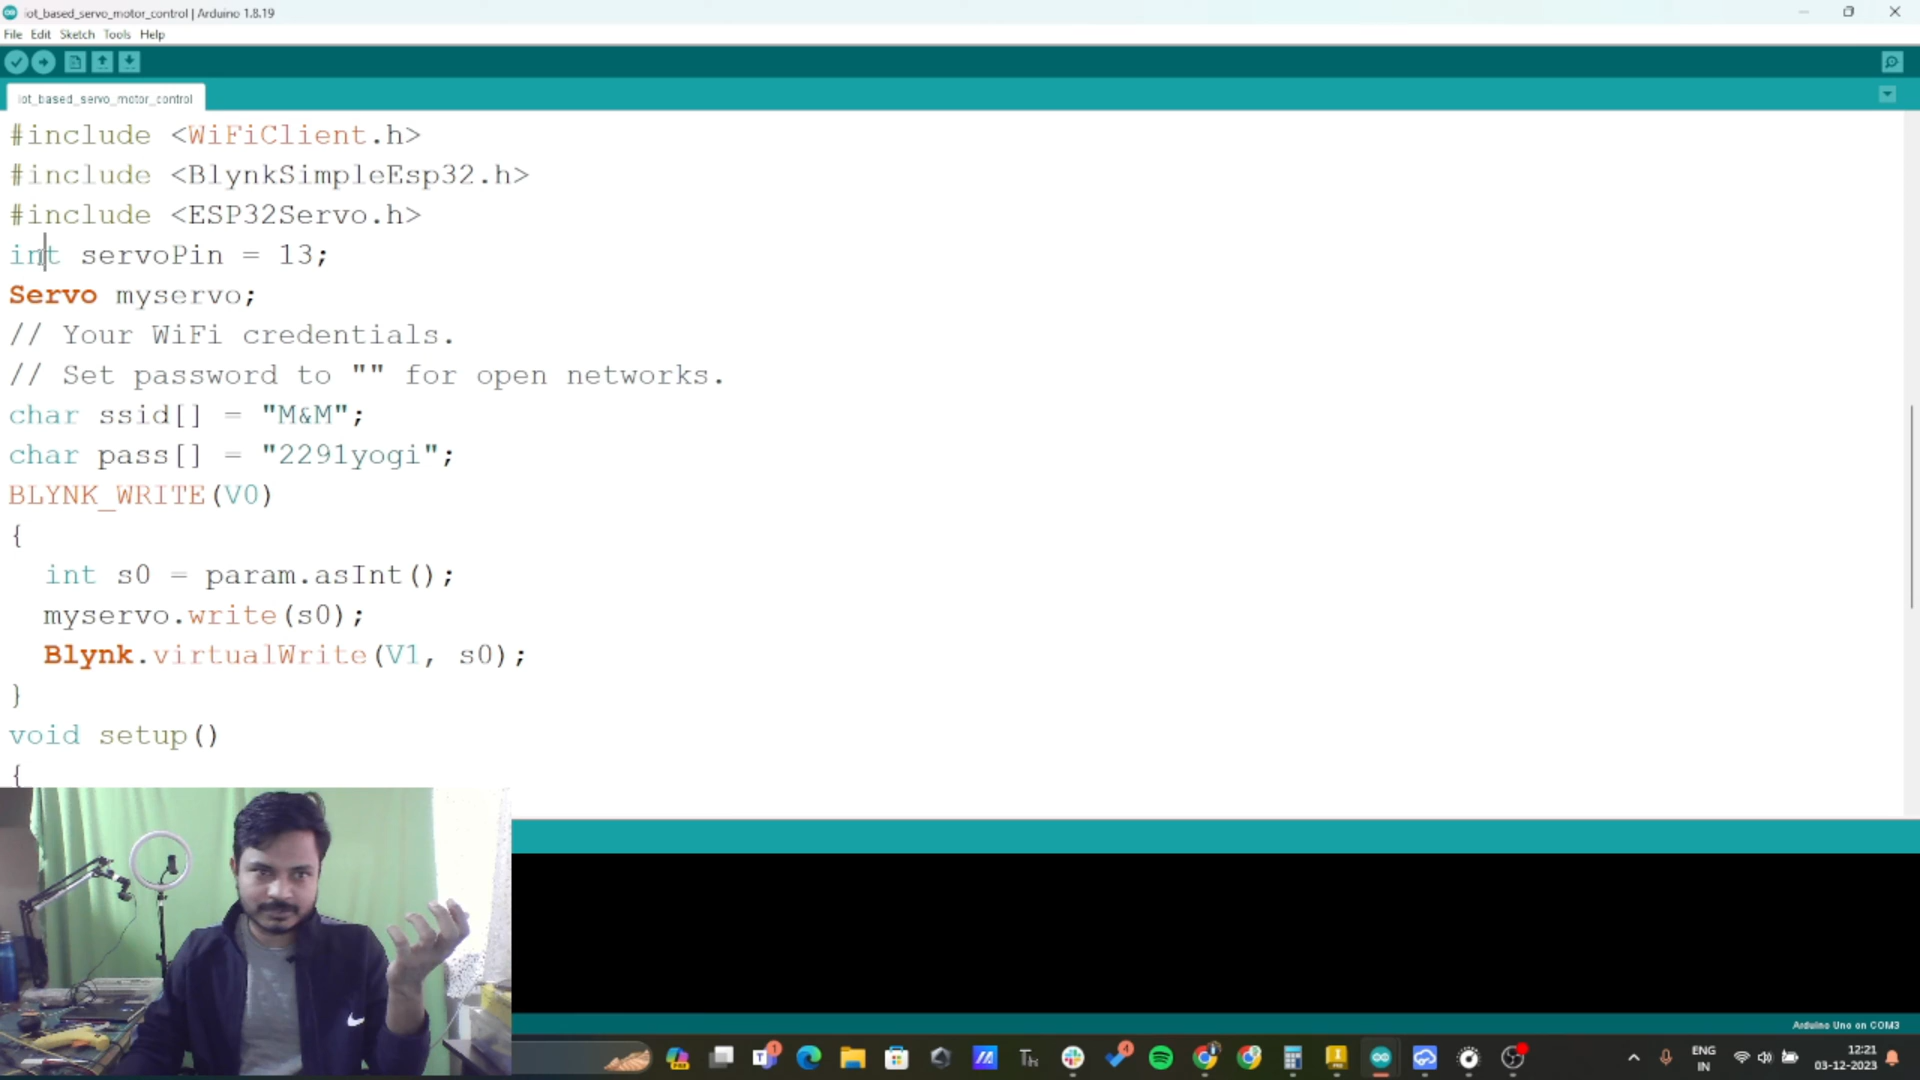 iot_based_servo_motor_control | Arduino 1.8.19
File Edit Sketch Tools Help
iot_based_servo_motor_control
#include <WiFiClient.h>
#include <BlynkSimpleEsp32.h>
#include <ESP32Servo.h>
int servoPin = 13;
Servo myservo;
// Your WiFi credentials.
// Set password to "" for open networks.
char ssid[] = "M&M";
char pass[] = "2291yogi";
BLYNK_WRITE(V0)
{
int s0 = param.asInt();
myservo.write(s0);
Blynk.virtualWrite(V1, s0);
}
void setup()
{
Arduino Uno on COM3
ENG
IN
12:21
03-12-2023